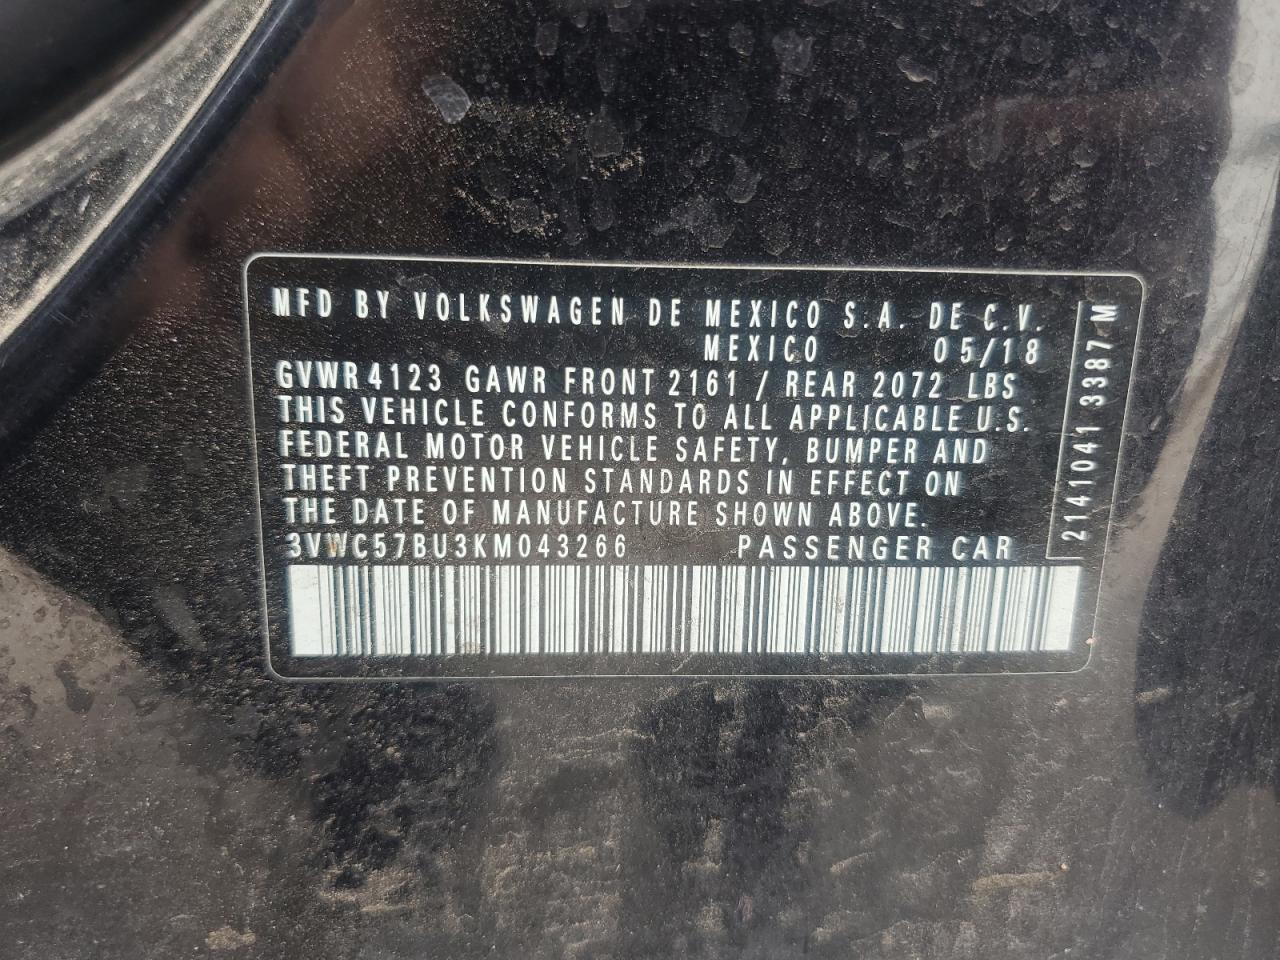 MFD BY VOLKSWAGEN DE MEXICO S.A. DE C.V.
MEXICO 05/18
GVWR 4123 GAWR FRONT 2161 / REAR 2072 LBS
THIS VEHICLE CONFORMS TO ALL APPLICABLE U.S.
FEDERAL MOTOR VEHICLE SAFETY, BUMPER AND
THEFT PREVENTION STANDARDS IN EFFECT ON
THE DATE OF MANUFACTURE SHOWN ABOVE.
3VWC57BU3KM043266 PASSENGER CAR
2141041 3387 M